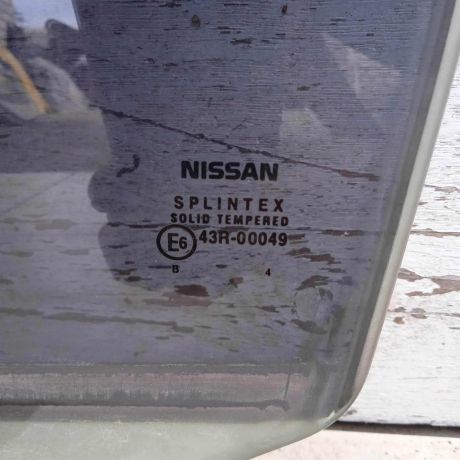 NISSAN
SPLINTEX
SOLID TEMPERED
E6 43R-00049
B 4